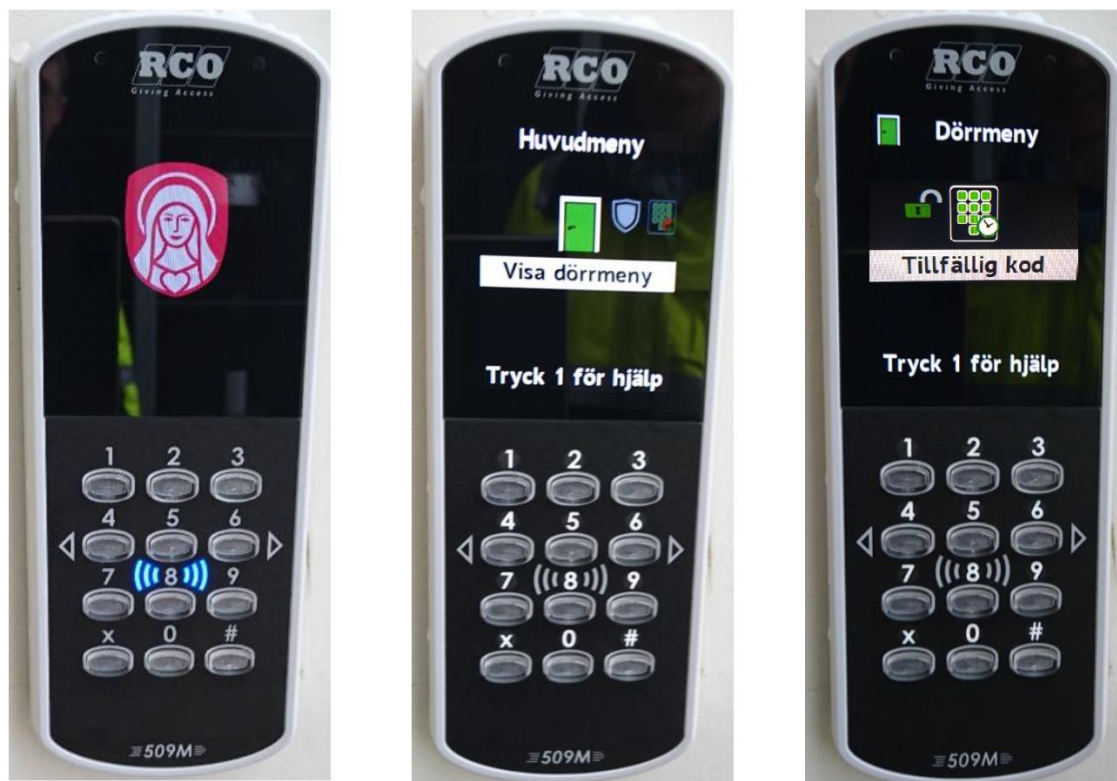 RCO
Giving Access
1 2 3
4 5 6
7 8 9
x 0 #
509M
RCO
Giving Access
Huvudmeny
Visa dörrmeny
Tryck 1 för hjälp
1 2 3
4 5 6
7 8 9
x 0 #
509M
RCO
Giving Access
Dörrmeny
Tillfällig kod
Tryck 1 för hjälp
1 2 3
4 5 6
7 8 9
x 0 #
509M